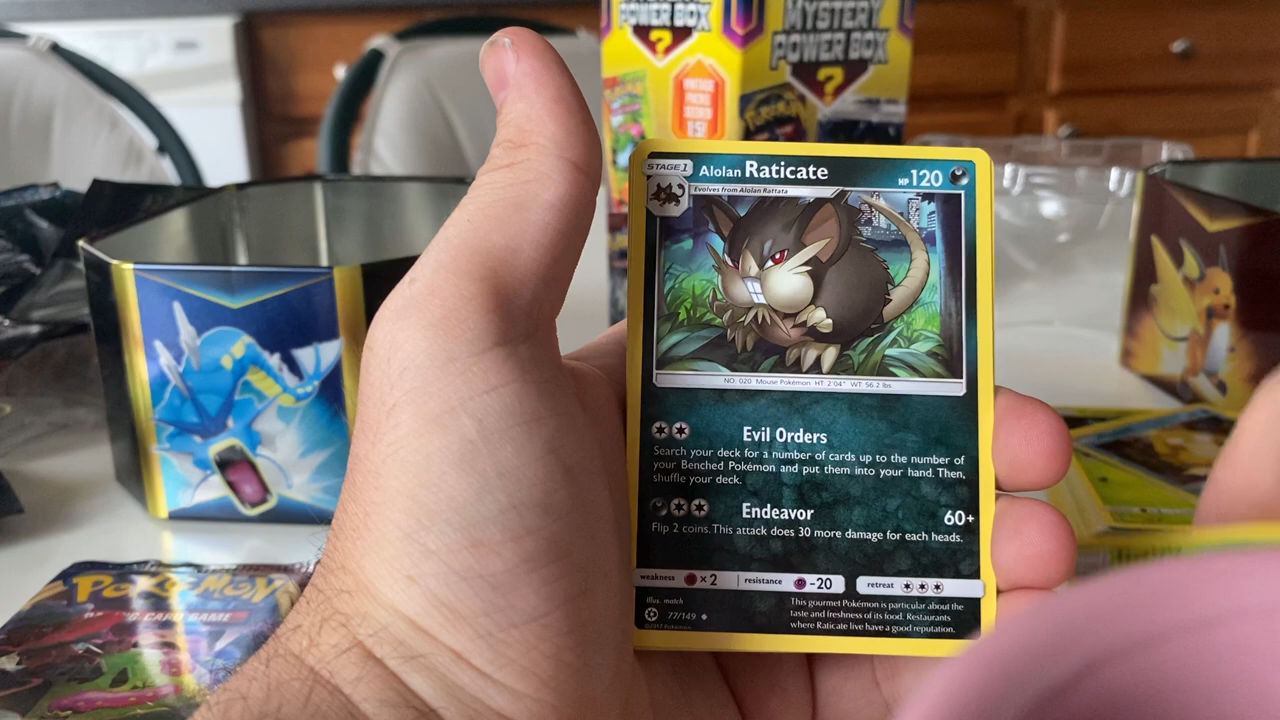 POWER BOX
?
MYSTERY
POWER BOX
?
STAGE 1
Alolan Raticate
HP 120
Evolves from Alolan Rattata
NO. 020 Mouse Pokémon HT: 2'04" WT: 56.2 lbs.
Evil Orders
Search your deck for a number of cards up to the number of
your Benched Pokémon and put them into your hand. Then,
shuffle your deck.
Endeavor 60+
Flip 2 coins. This attack does 30 more damage for each heads.
weakness ×2 resistance -20 retreat
Illus. match
77/149
©2017 Pokémon
This gourmet Pokémon is particular about the
taste and freshness of its food. Restaurants
where Raticate live have a good reputation.
POKÉMON
CARD GAME